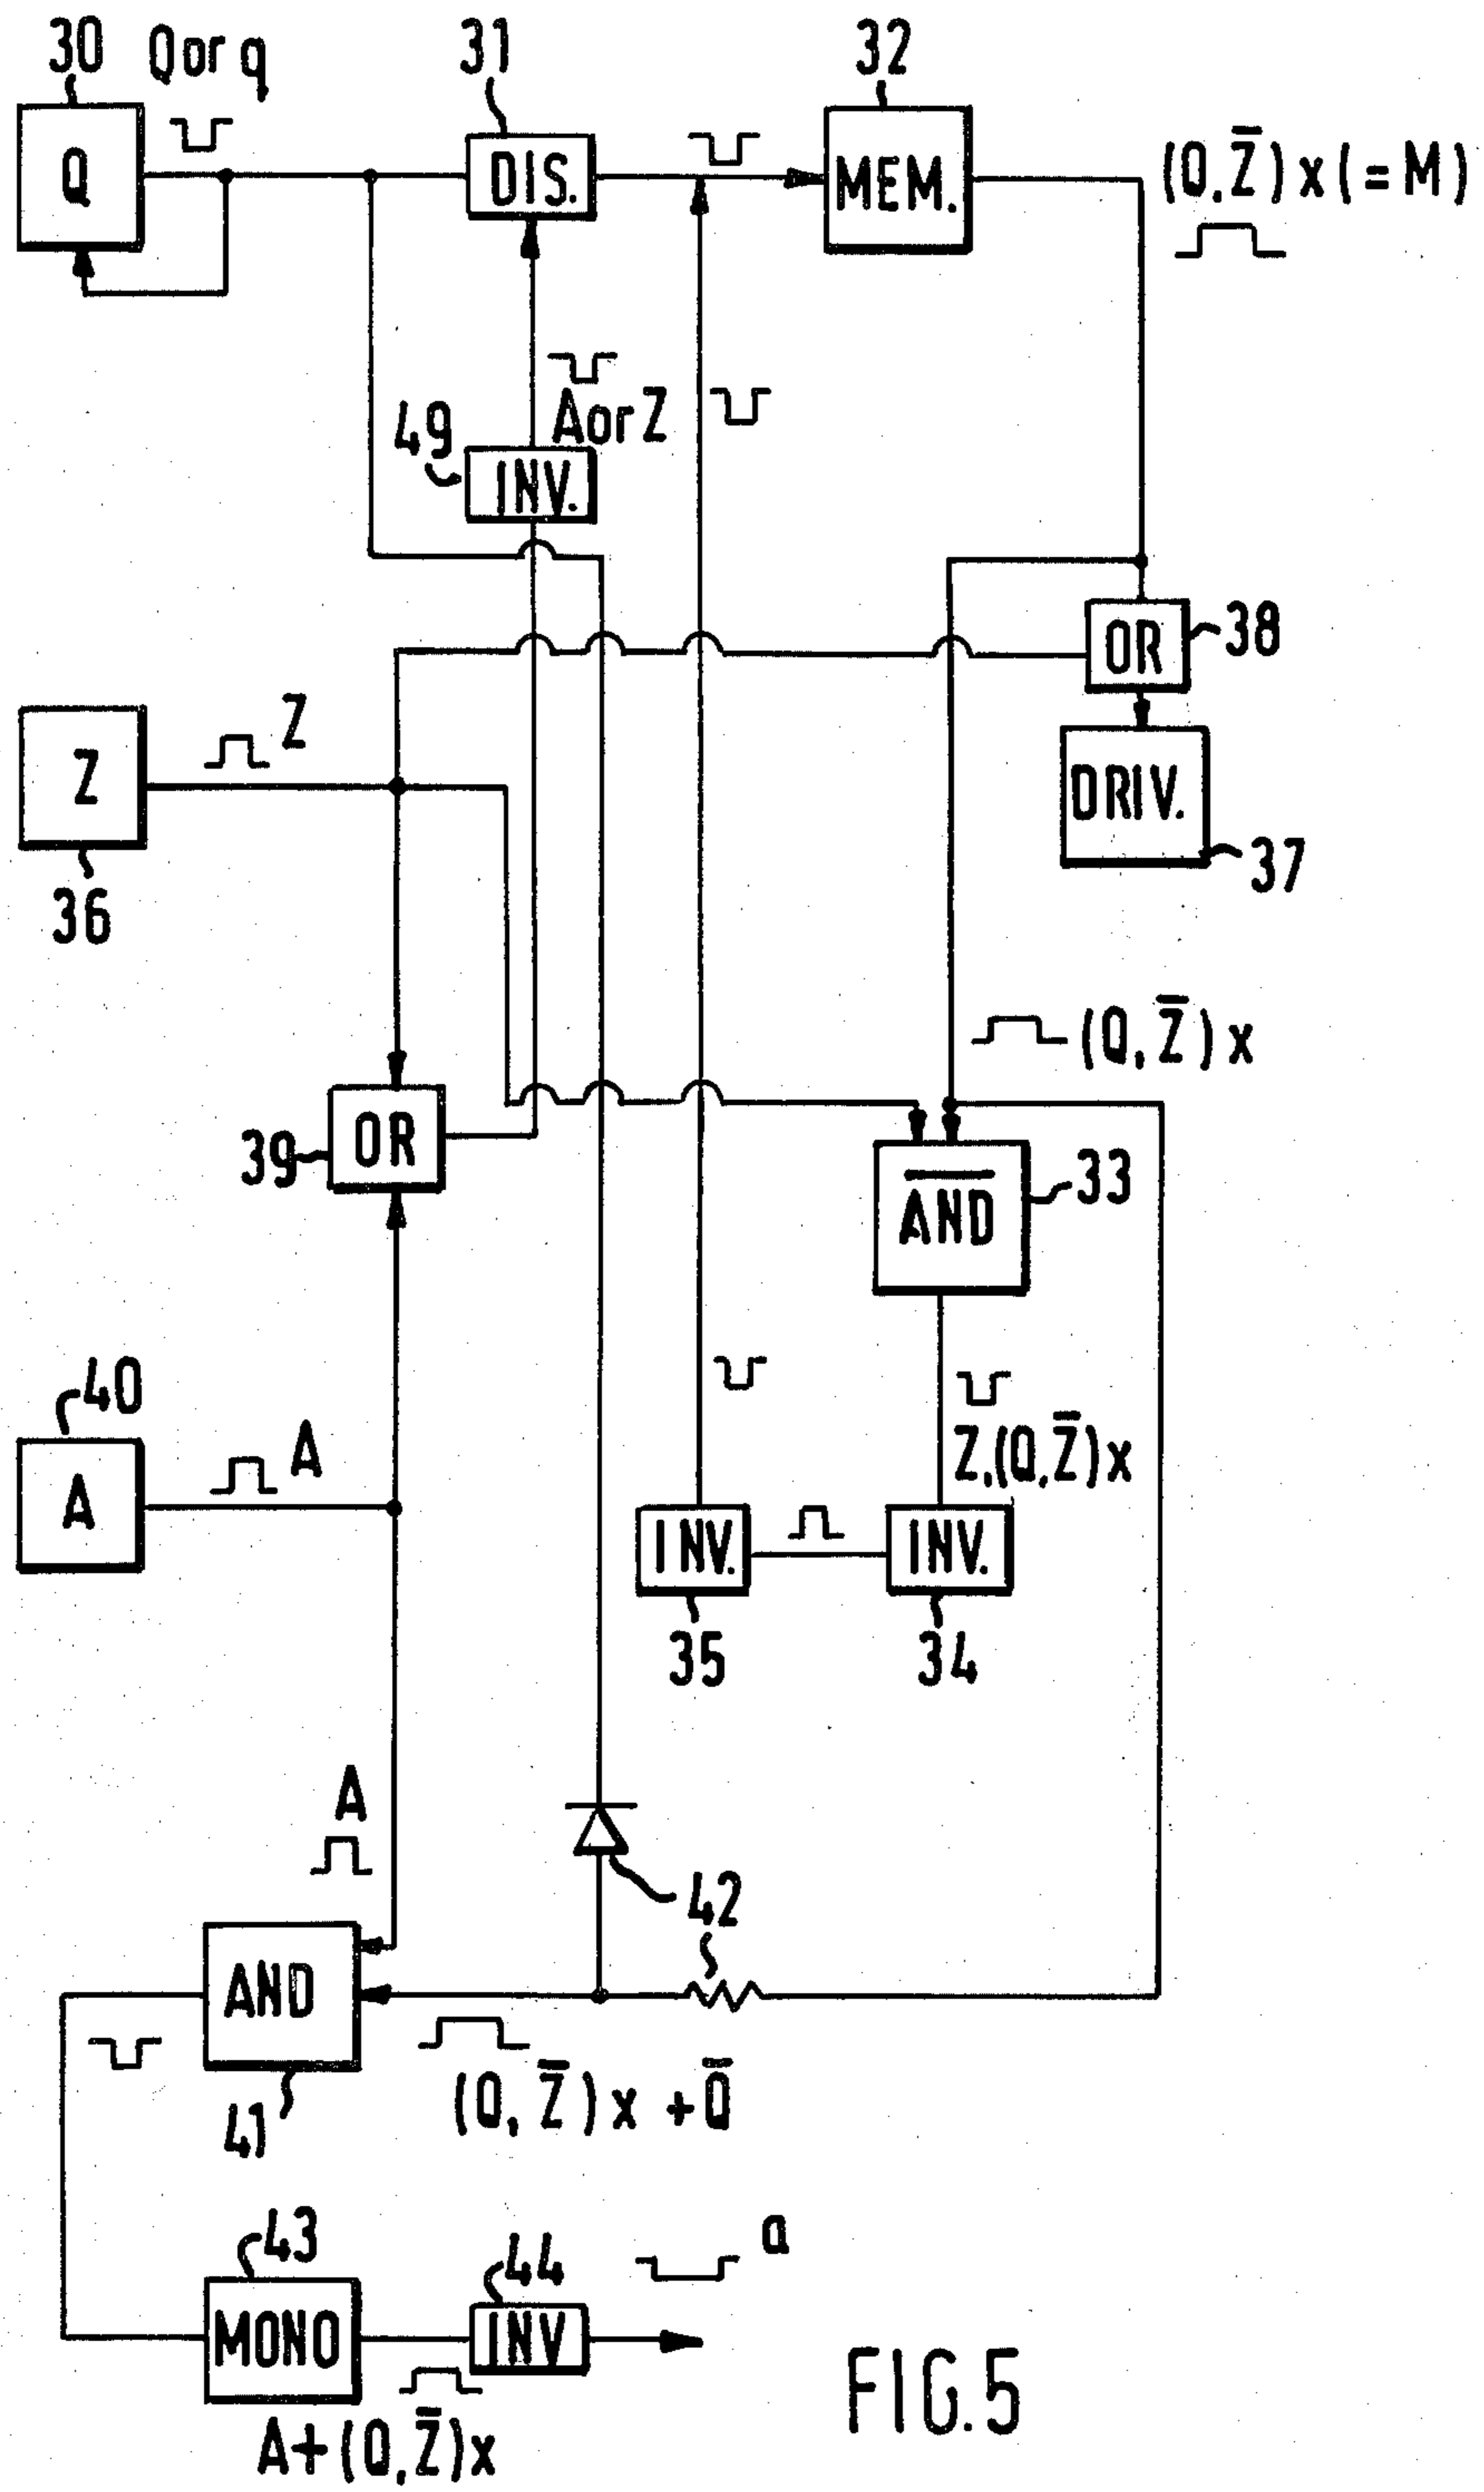 30 Q or q 31 32
Q DIS. MEM. (Q, Z̅) x (= M)
A or Z
49 INV.
OR 38
Z Z
DRIV.
36 37
(Q, Z̅) x
39 OR
A̅N̅D̅ 33
40
A A
Z,(Q, Z̅) x
INV. INV.
35 34
A
42
AND
(Q, Z̅) x + Q̅
41
43 44 a
MONO INV
A+(Q,Z̅)x
FIG.5